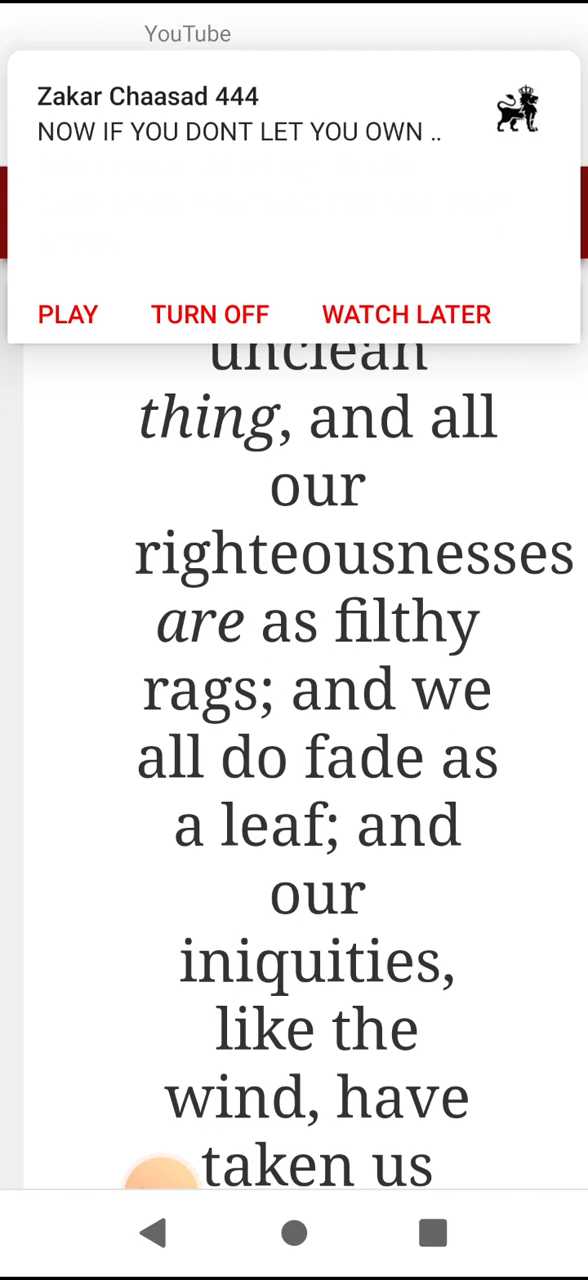 YouTube
Zakar Chaasad 444
NOW IF YOU DONT LET YOU OWN ..
PLAY TURN OFF WATCH LATER
unclean
thing, and all
our
righteousnesses
are as filthy
rags; and we
all do fade as
a leaf; and
our
iniquities,
like the
wind, have
taken us